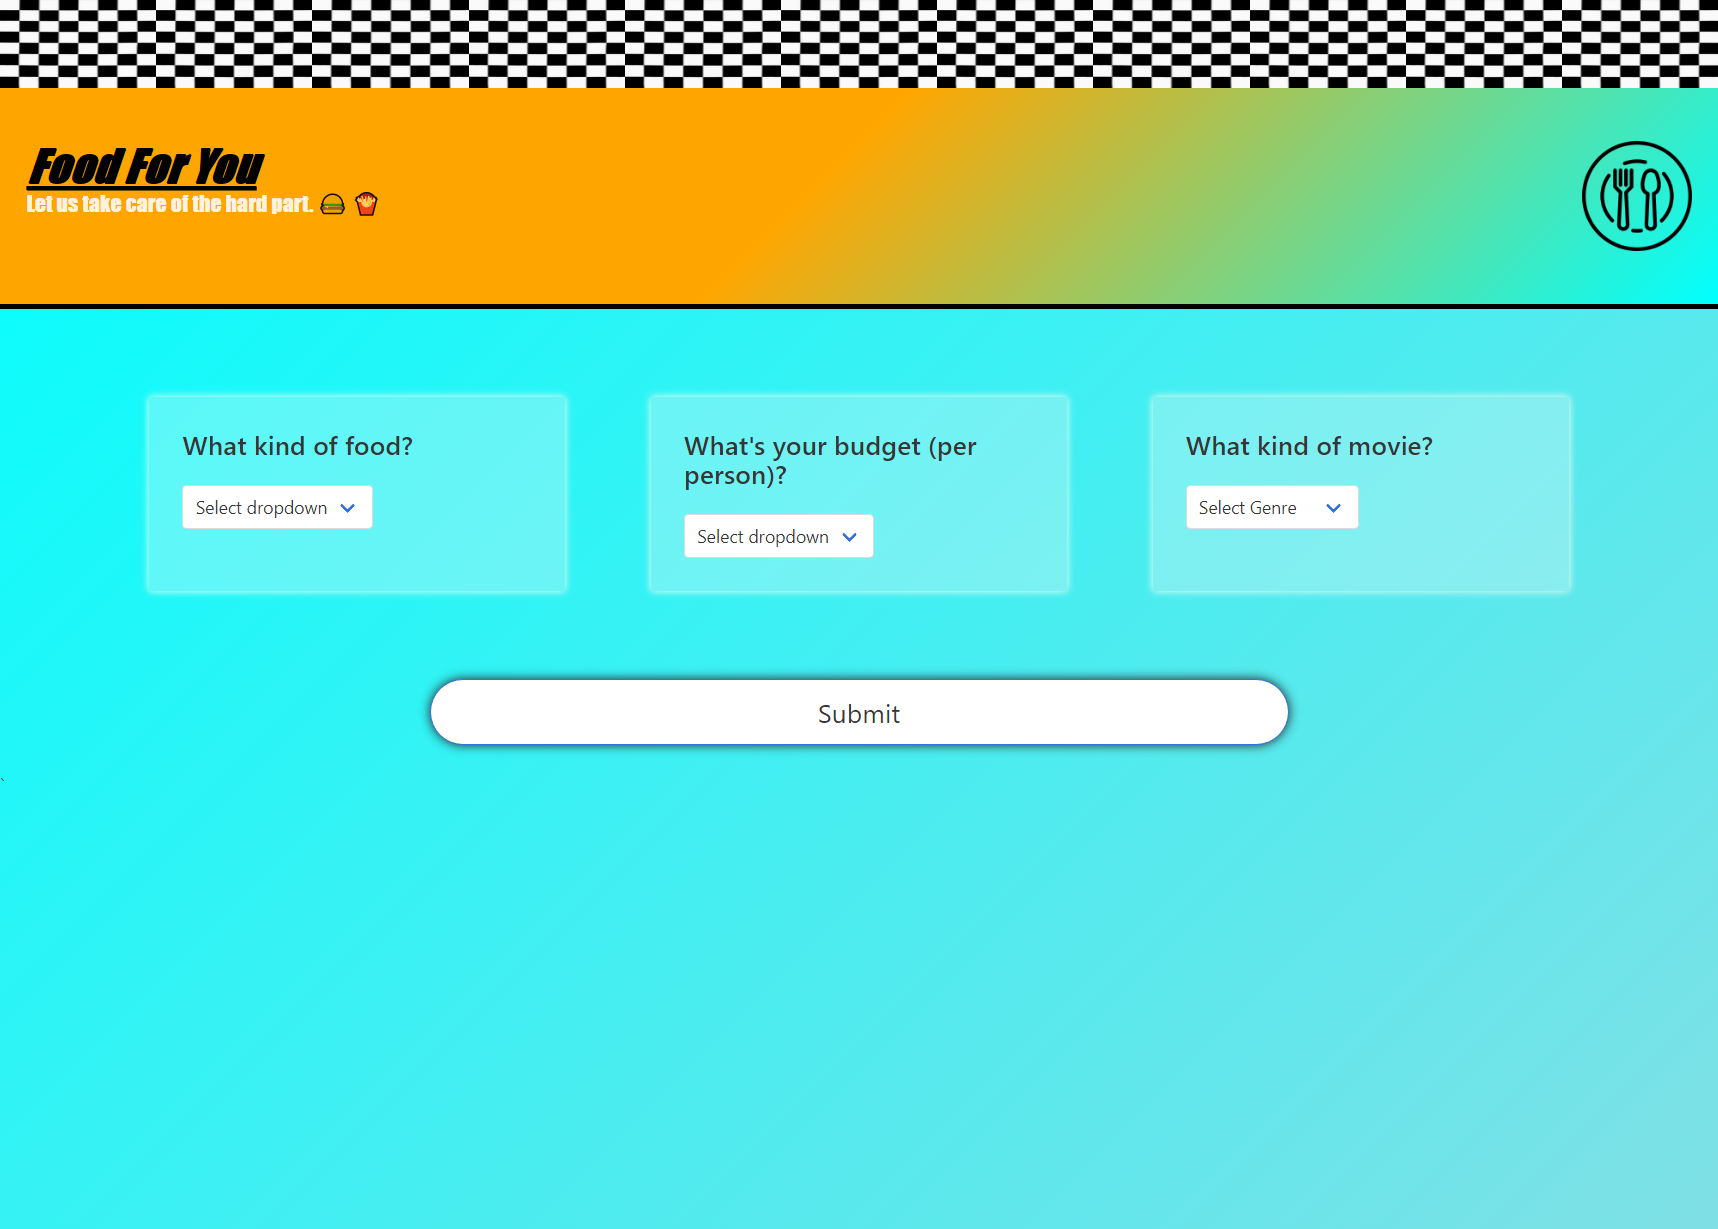 Food For You
Let us take care of the hard part. 🍔 🍟
What kind of food?
Select dropdown
What's your budget (per
person)?
Select dropdown
What kind of movie?
Select Genre
Submit
`